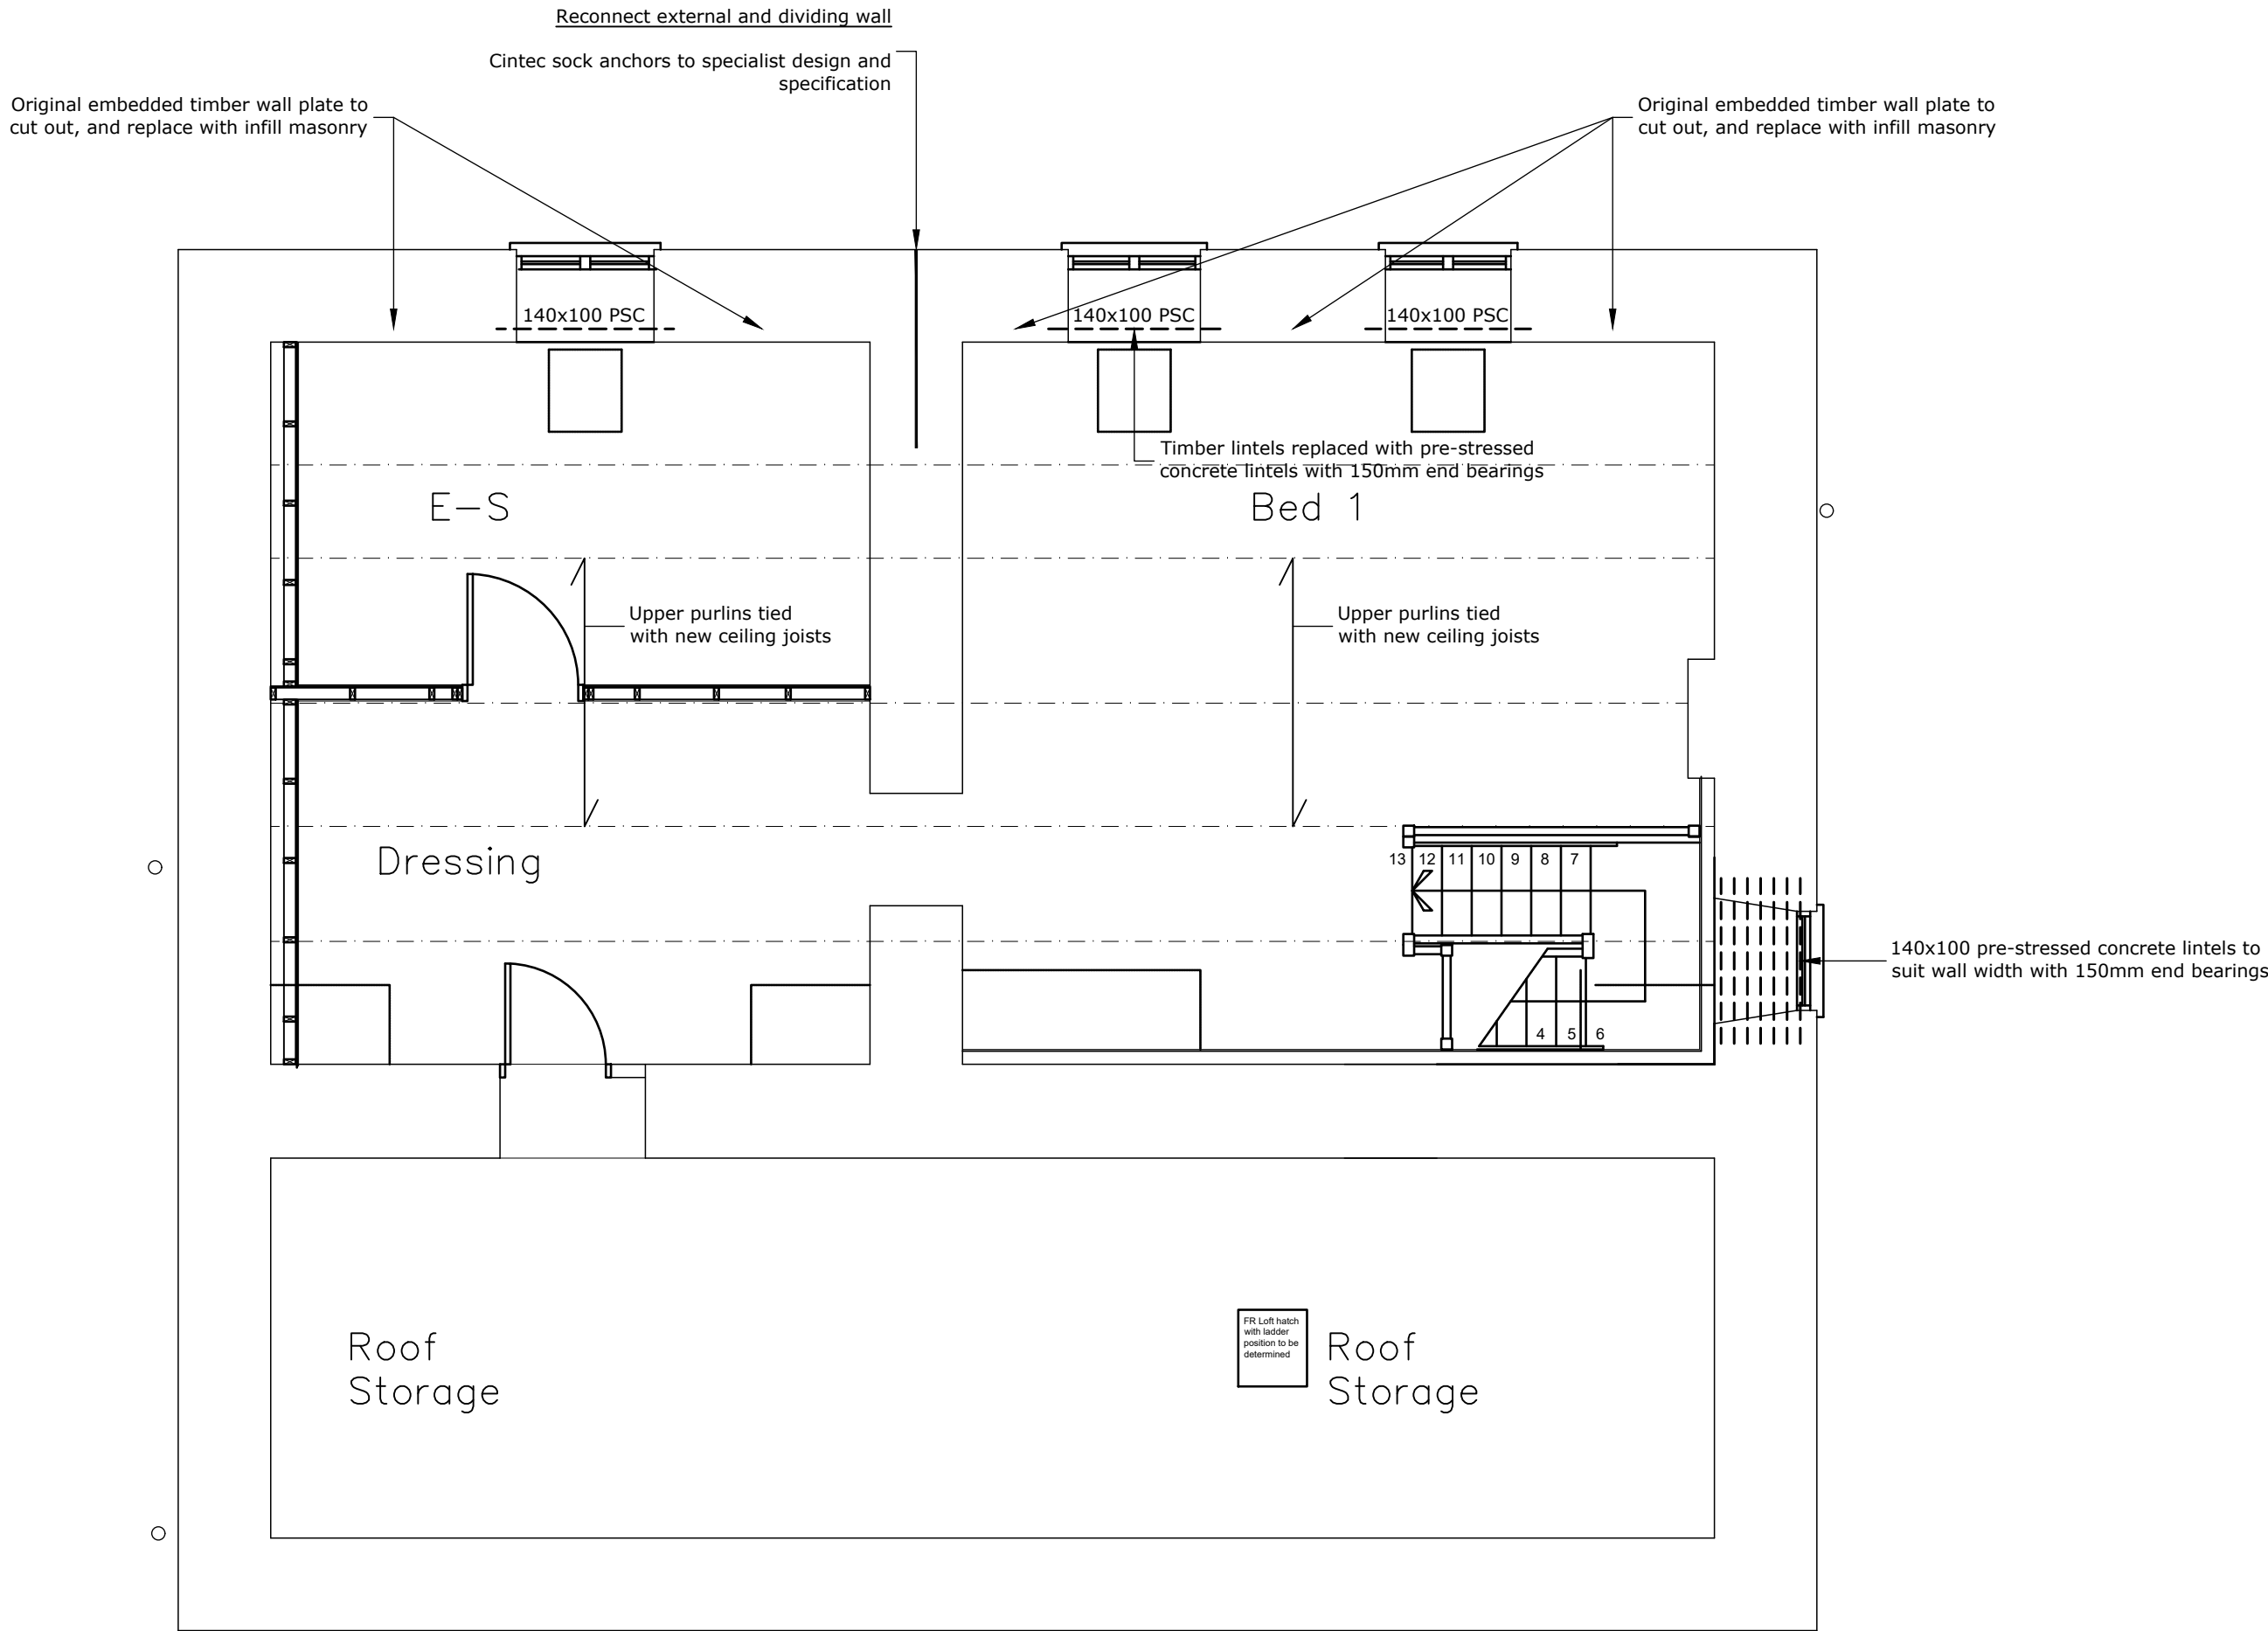 Reconnect external and dividing wall
Cintec sock anchors to specialist design and
specification
Original embedded timber wall plate to
cut out, and replace with infill masonry
Original embedded timber wall plate to
cut out, and replace with infill masonry
140x100 PSC
140x100 PSC
140x100 PSC
Timber lintels replaced with pre-stressed
concrete lintels with 150mm end bearings
E-S
Bed 1
Upper purlins tied
with new ceiling joists
Upper purlins tied
with new ceiling joists
Dressing
13 12 11 10 9 8 7
140x100 pre-stressed concrete lintels to
suit wall width with 150mm end bearings
4 5 6
Roof
Storage
FR Loft hatch
with ladder
position to be
determined
Roof
Storage